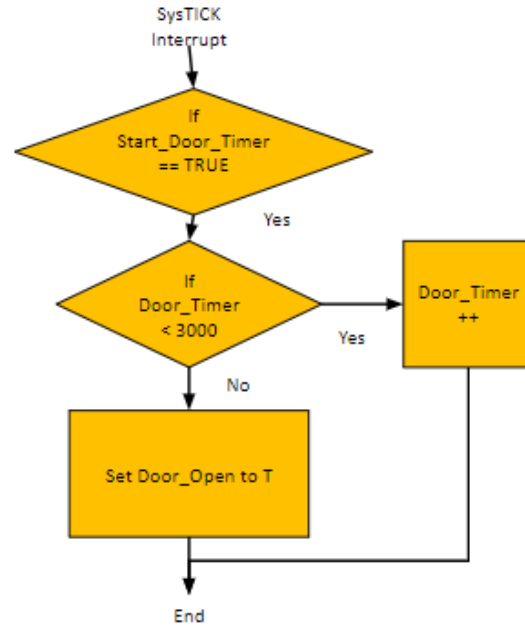 SysTICK
Interrupt
If
Start_Door_Timer
== TRUE
Yes
If
Door_Timer
< 3000
Door_Timer
++
Yes
No
Set Door_Open to T
End